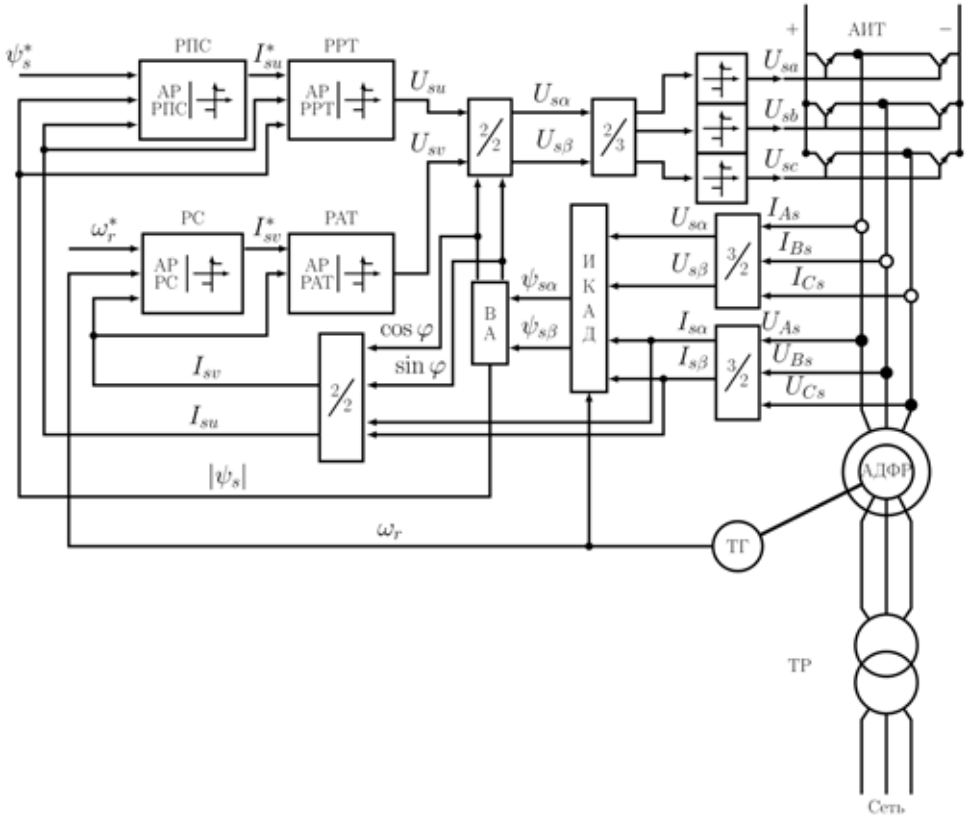 + АИТ −
РПС
РРТ
ψ*s
I*su
АР
РПС
АР
РРТ
Usu
Usα
Usa
2/2
2/3
Usb
Usv
Usβ
Usc
РС
РАТ
ω*r
I*sv
АР
РС
АР
РАТ
И
К
А
Д
Usα
3/2
IAs
Usβ
IBs
ICs
ψsα
В
А
ψsβ
cos φ
sin φ
Isα
3/2
UAs
Isβ
UBs
UCs
Isv
2/2
Isu
|ψs|
АДФР
ωr
ТГ
ТР
Сеть